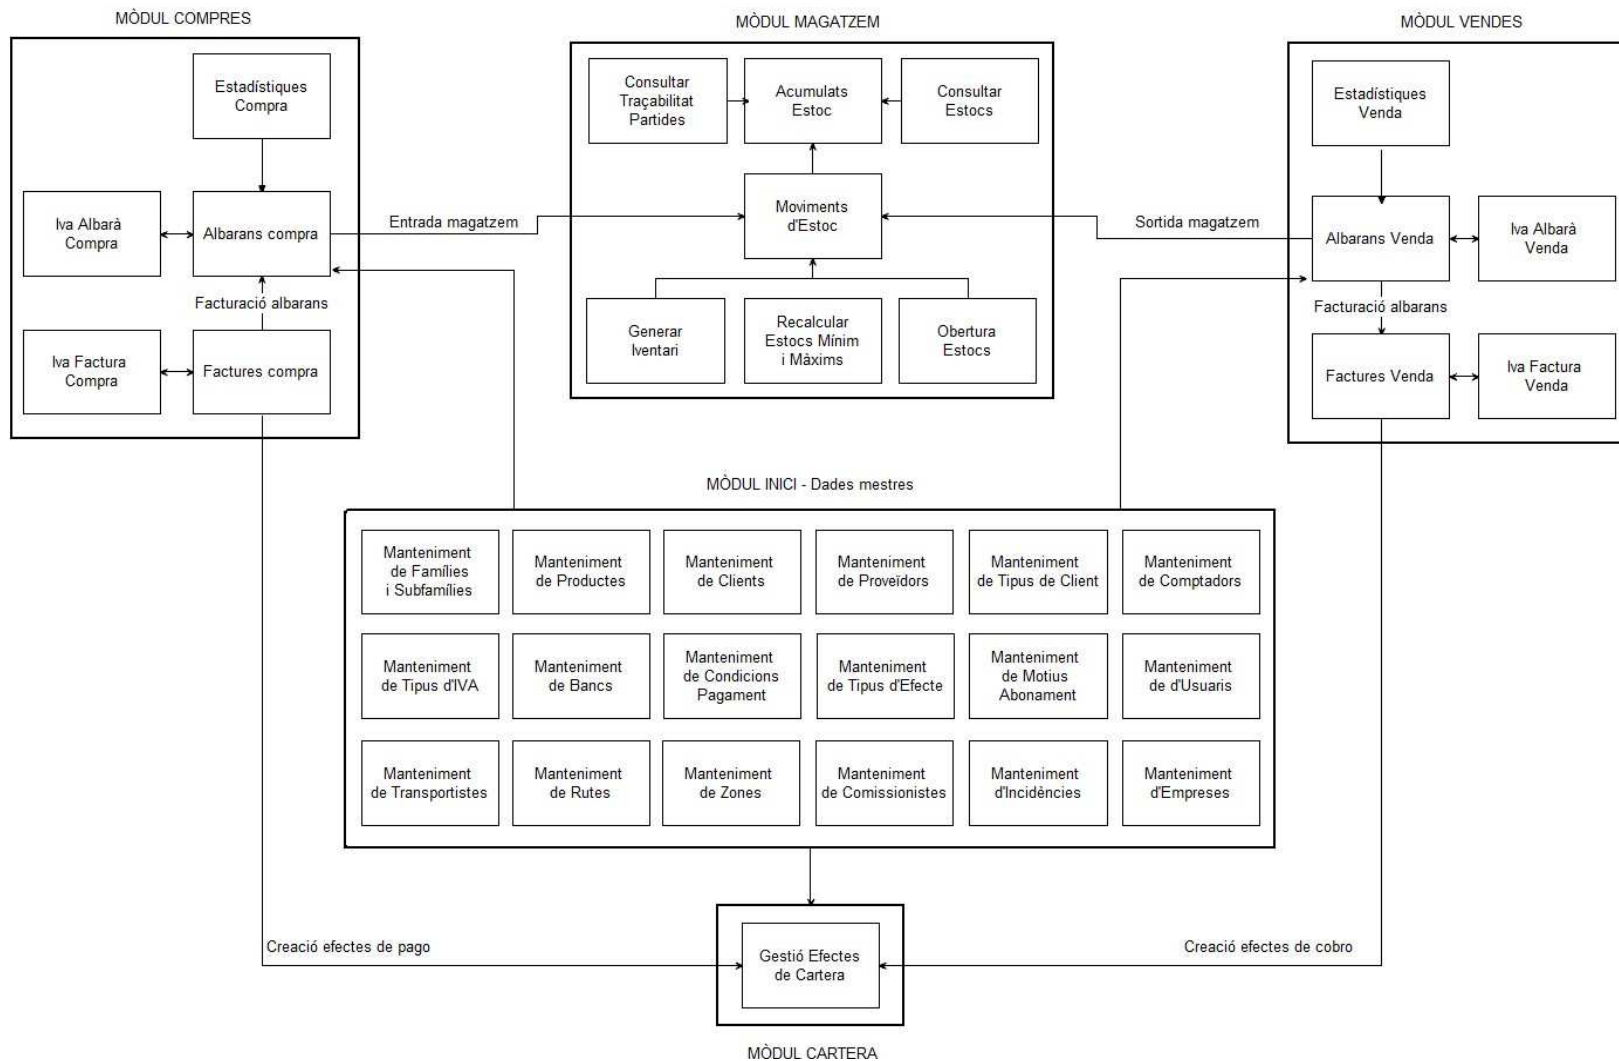 MÒDUL COMPRES
Estadístiques
Compra
Iva Albarà
Compra
Albarans compra
Facturació albarans
Iva Factura
Compra
Factures compra
Entrada magatzem
MÒDUL MAGATZEM
Consultar
Traçabilitat
Partides
Acumulats
Estoc
Consultar
Estocs
Moviments
d'Estoc
Generar
Iventari
Recalcular
Estocs Mínim
i Màxims
Obertura
Estocs
Sortida magatzem
MÒDUL VENDES
Estadístiques
Venda
Albarans Venda
Iva Albarà
Venda
Facturació albarans
Factures Venda
Iva Factura
Venda
MÒDUL INICI - Dades mestres
Manteniment
de Famílies
i Subfamílies
Manteniment
de Productes
Manteniment
de Clients
Manteniment
de Proveïdors
Manteniment
de Tipus de Client
Manteniment
de Comptadors
Manteniment
de Tipus d'IVA
Manteniment
de Bancs
Manteniment
de Condicions
Pagament
Manteniment
de Tipus d'Efecte
Manteniment
de Motius
Abonament
Manteniment
de d'Usuaris
Manteniment
de Transportistes
Manteniment
de Rutes
Manteniment
de Zones
Manteniment
de Comissionistes
Manteniment
d'Incidències
Manteniment
d'Empreses
Creació efectes de pago
Gestió Efectes
de Cartera
Creació efectes de cobro
MÒDUL CARTERA